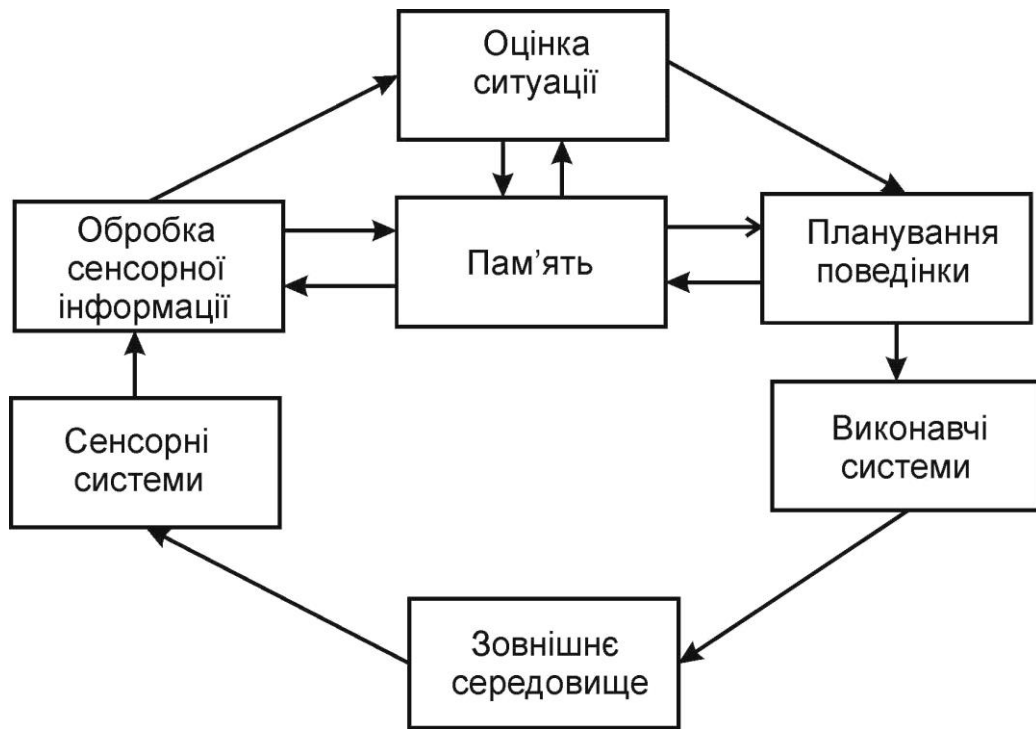 Оцінка
ситуації
Обробка
сенсорної
інформації
Пам’ять
Планування
поведінки
Сенсорні
системи
Виконавчі
системи
Зовнішнє
середовище